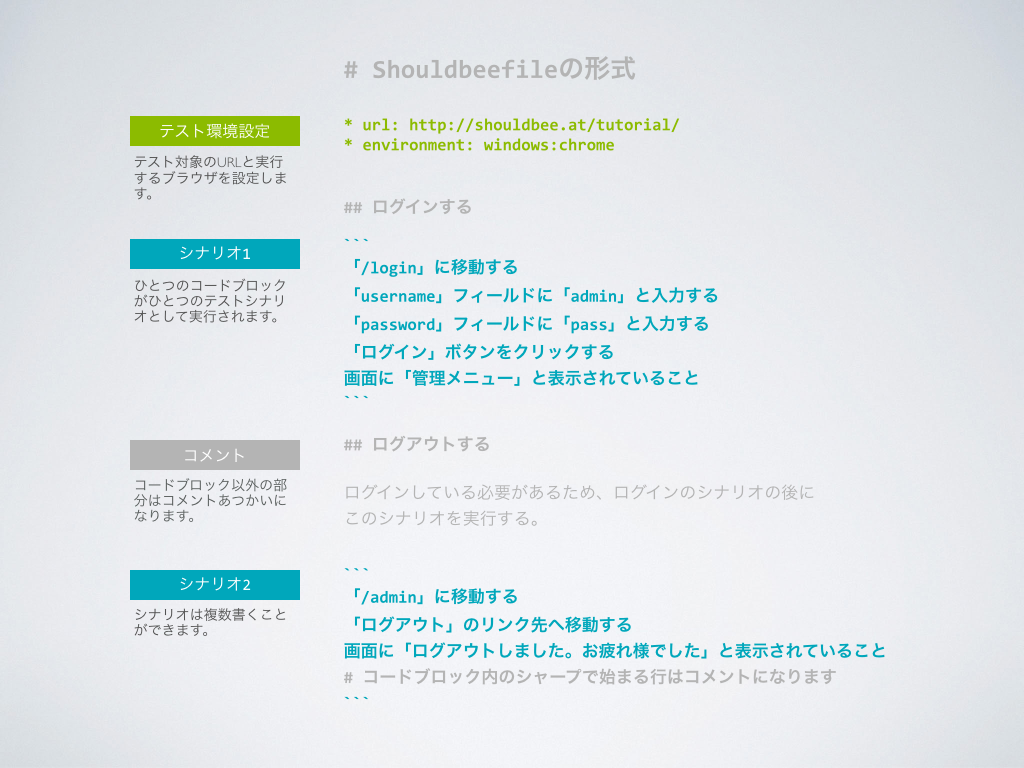 # Shouldbeefileの形式
テスト環境設定
テスト対象のURLと実行
するブラウザを設定しま
す。
* url: http://shouldbee.at/tutorial/
* environment: windows:chrome
## ログインする
シナリオ1
ひとつのコードブロック
がひとつのテストシナリ
オとして実行されます。
```
「/login」に移動する
「username」フィールドに「admin」と入力する
「password」フィールドに「pass」と入力する
「ログイン」ボタンをクリックする
画面に「管理メニュー」と表示されていること
```
## ログアウトする
コメント
コードブロック以外の部
分はコメントあつかいに
なります。
ログインしている必要があるため、ログインのシナリオの後に
このシナリオを実行する。
シナリオ2
シナリオは複数書くこと
ができます。
```
「/admin」に移動する
「ログアウト」のリンク先へ移動する
画面に「ログアウトしました。お疲れ様でした」と表示されていること
# コードブロック内のシャープで始まる行はコメントになります
```